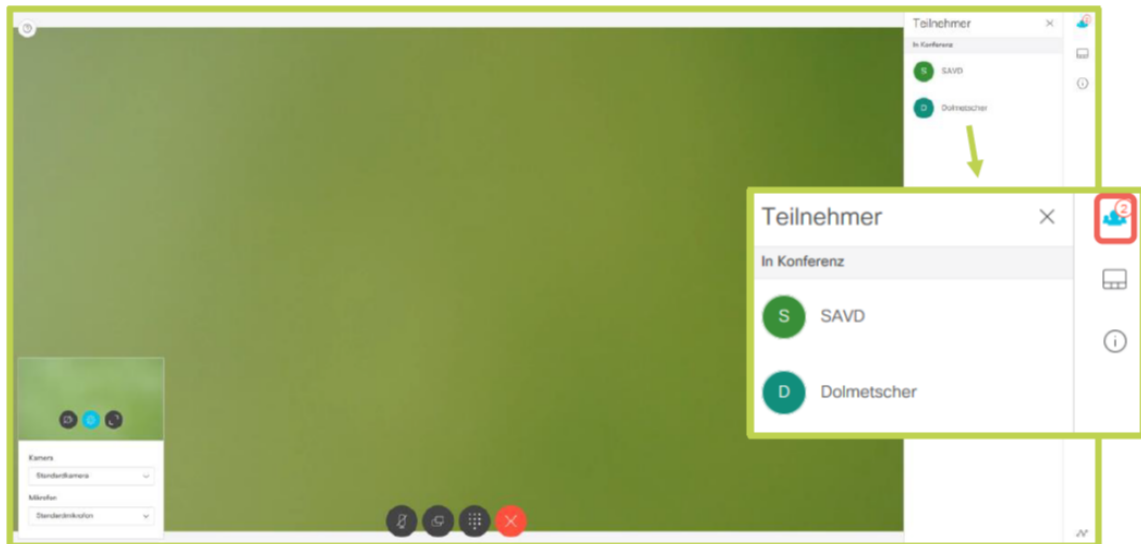 Teilnehmer
In Konferenz
S SAVD
D Dolmetscher
Teilnehmer
2
In Konferenz
S SAVD
D Dolmetscher
Kamera
Standardkamera
Mikrofon
Standardmikrofon